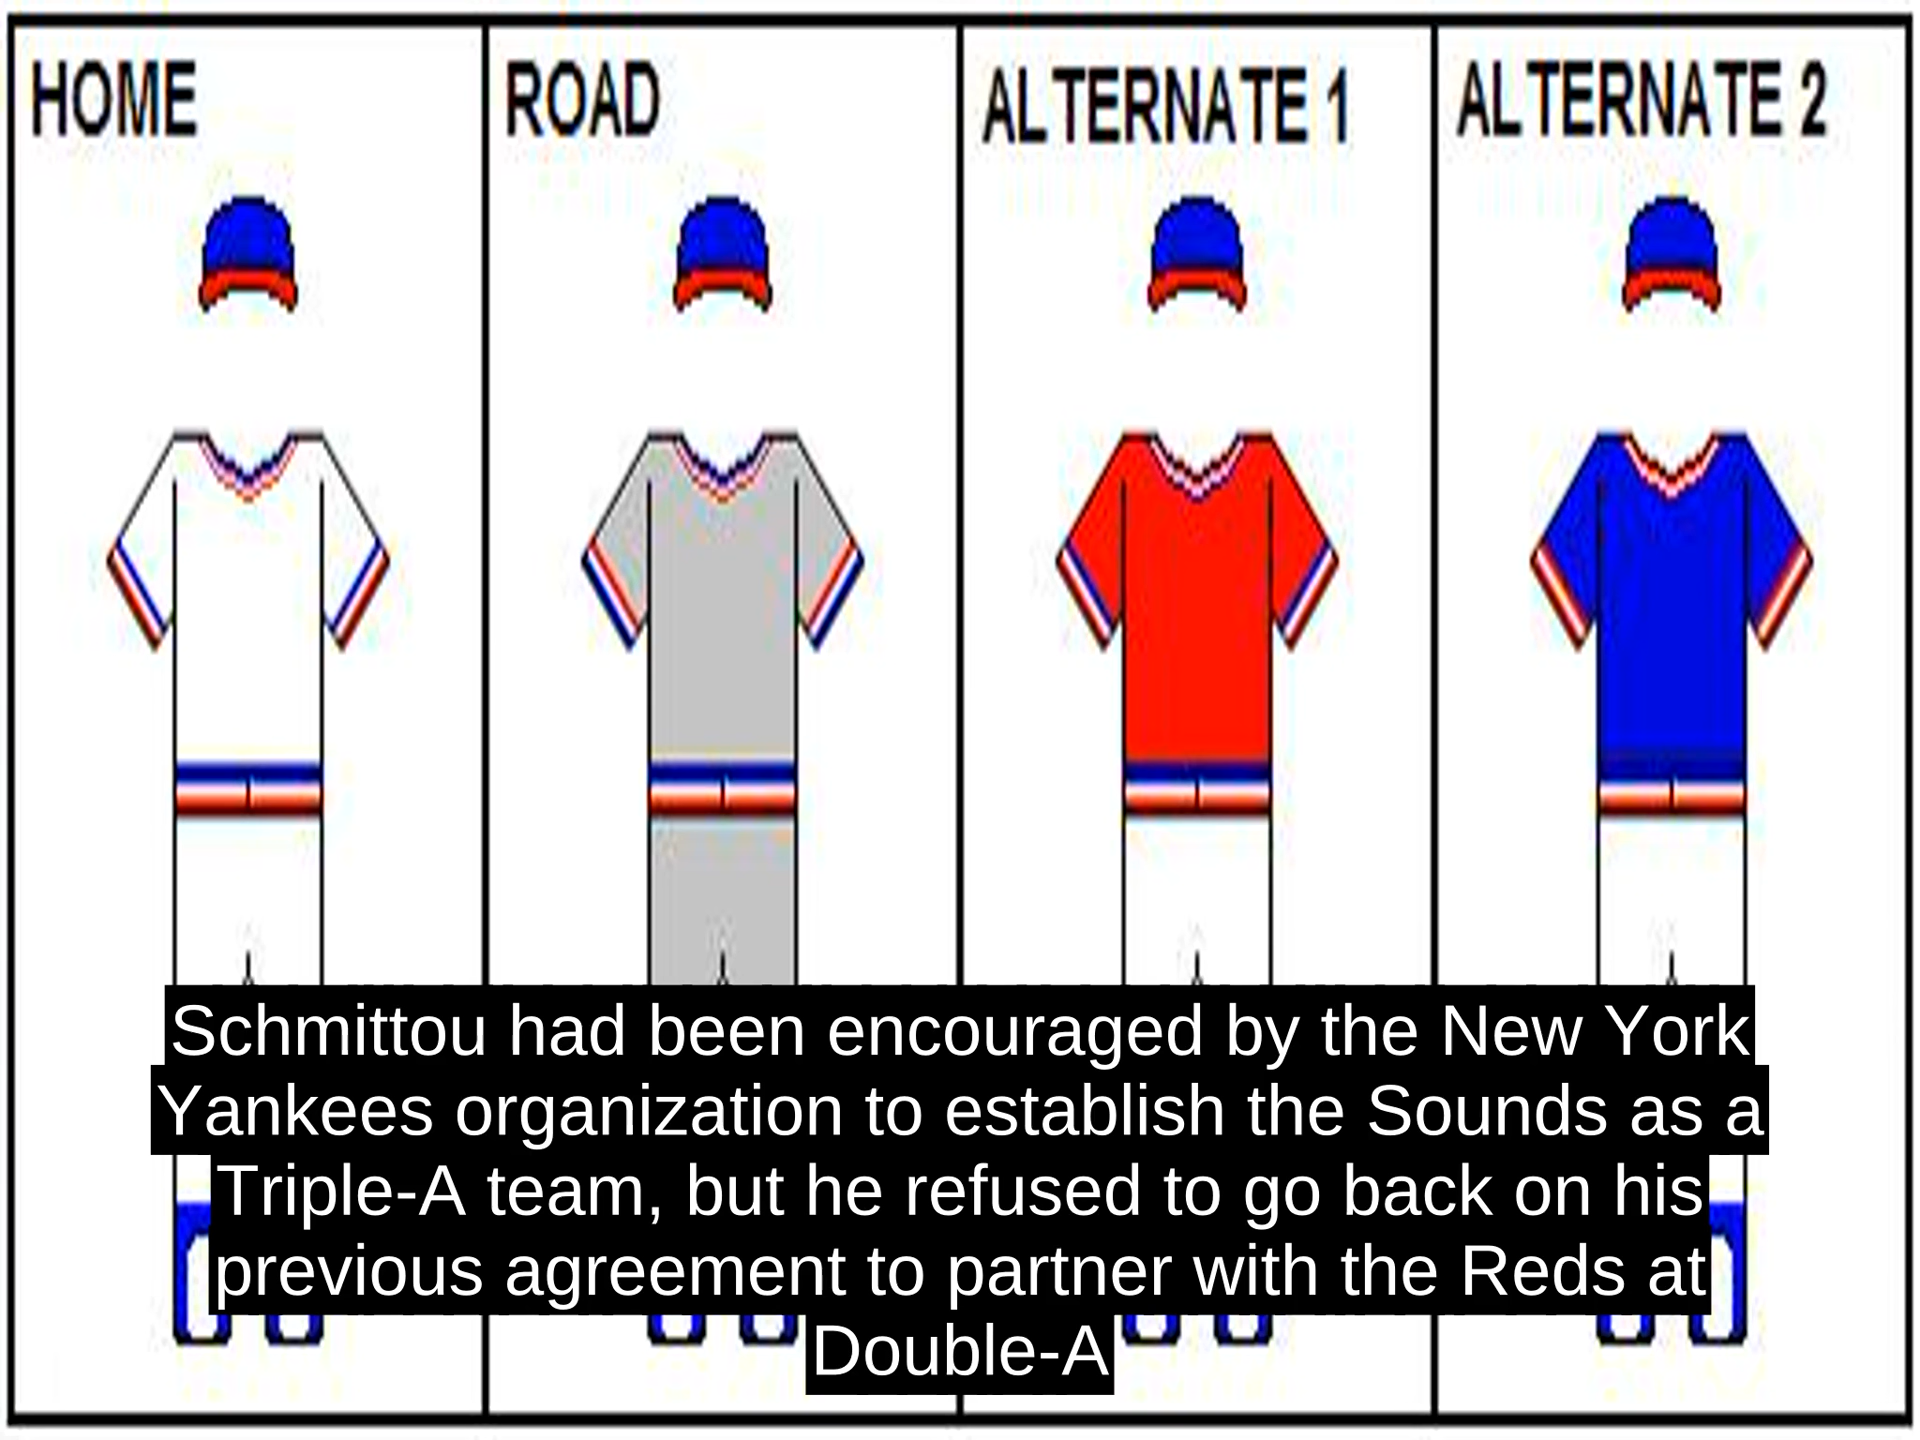 HOME
ROAD
ALTERNATE 1
ALTERNATE 2
Schmittou had been encouraged by the New York
Yankees organization to establish the Sounds as a
Triple-A team, but he refused to go back on his
previous agreement to partner with the Reds at
Double-A